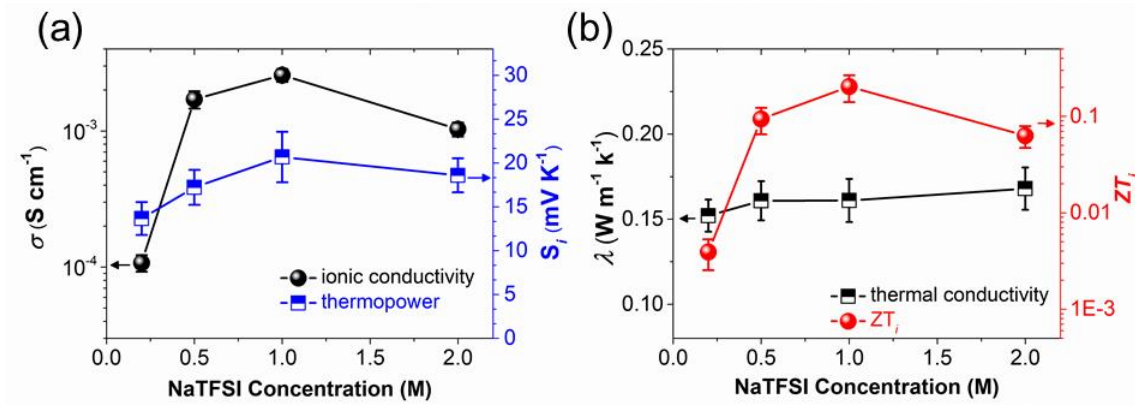 (a)
10⁻³
10⁻⁴
σ (S cm⁻¹)
30
25
20
15
10
5
0
Sᵢ (mV K⁻¹)
ionic conductivity
thermopower
0.0 0.5 1.0 1.5 2.0
NaTFSI Concentration (M)
(b)
0.25
0.20
0.15
0.10
λ (W m⁻¹ k⁻¹)
0.1
0.01
1E-3
ZTᵢ
thermal conductivity
ZTᵢ
0.0 0.5 1.0 1.5 2.0
NaTFSI Concentration (M)